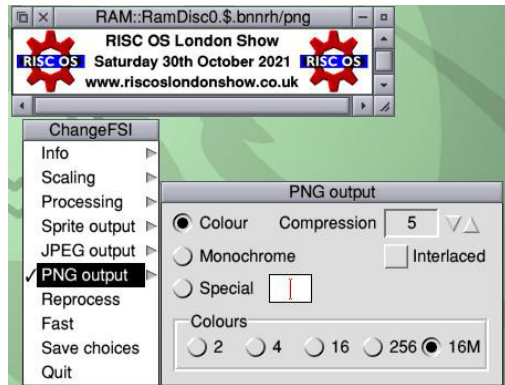 RAM::RamDisc0.$.bnnrh/png
RISC OS London Show
RISC OS Saturday 30th October 2021 RISC OS
www.riscoslondonshow.co.uk
ChangeFSI
Info
Scaling
Processing
Sprite output
JPEG output
PNG output
Reprocess
Fast
Save choices
Quit
PNG output
Colour Compression 5
Monochrome Interlaced
Special
Colours
2 4 16 256 16M